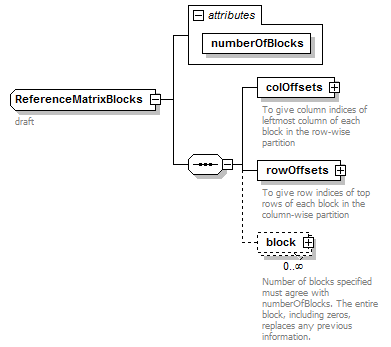 attributes
numberOfBlocks
ReferenceMatrixBlocks
draft
colOffsets
To give column indices of
leftmost column of each
block in the row-wise
partition
rowOffsets
To give row indices of top
rows of each block in the
column-wise partition
block
0..∞
Number of blocks specified
must agree with
numberOfBlocks. The entire
block, including zeros,
replaces any previous
information.